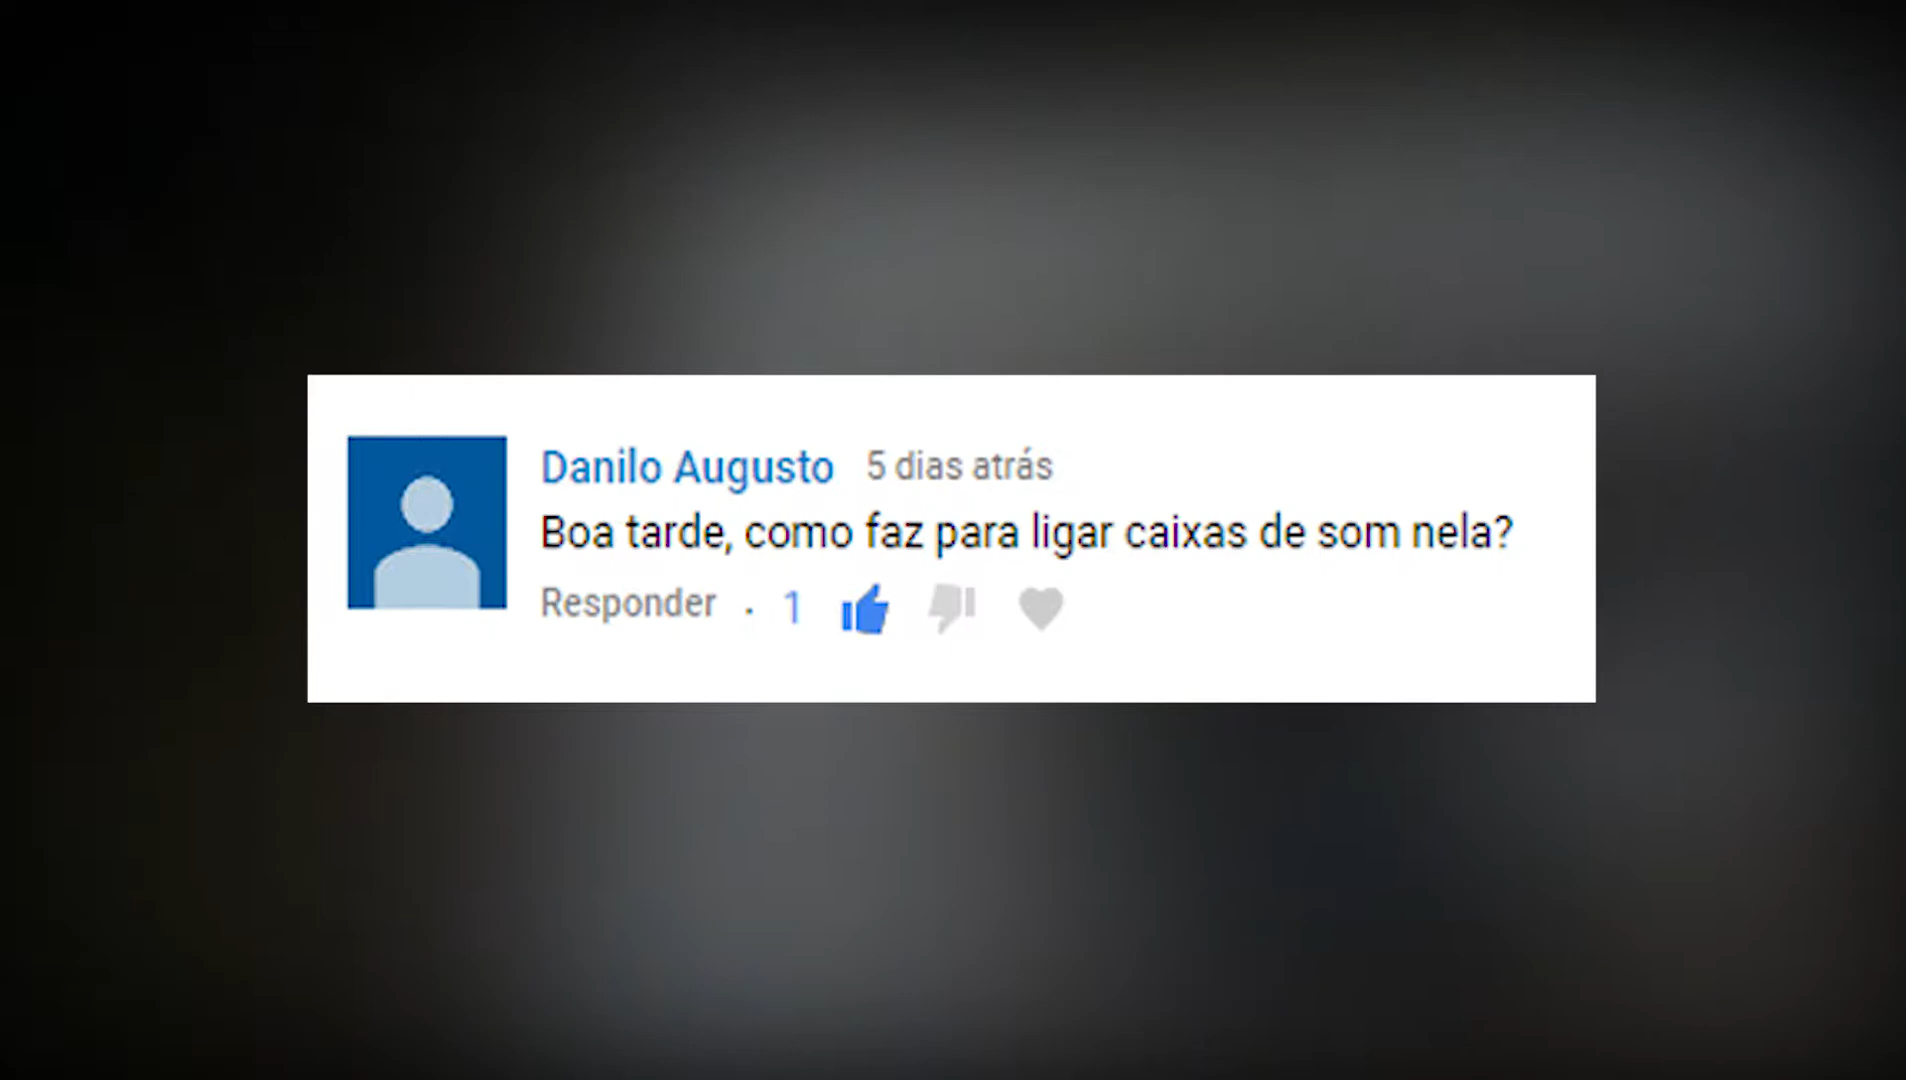 Danilo Augusto 5 dias atrás
Boa tarde, como faz para ligar caixas de som nela?
Responder · 1